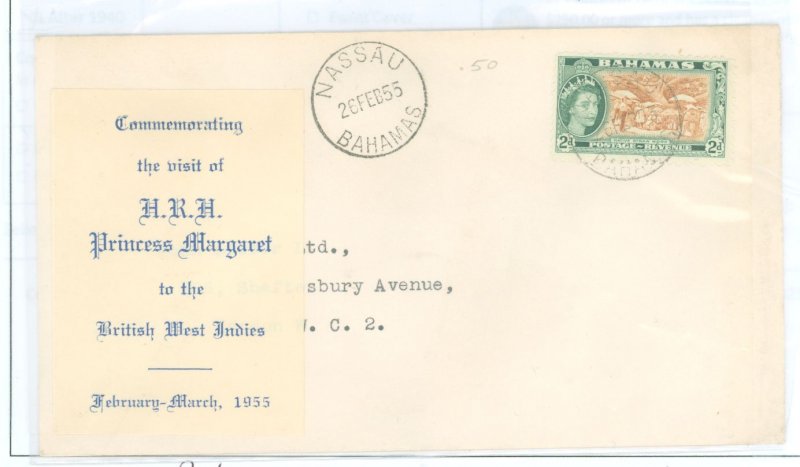 NASSAU
26 FEB 55
BAHAMAS
.50
BAHAMAS
2d
POSTAGE REVENUE
2d
Commemorating
the visit of
H.R.H.
Princess Margaret
to the
British West Indies
February-March, 1955
Ltd.,
Shaftesbury Avenue,
W. C. 2.